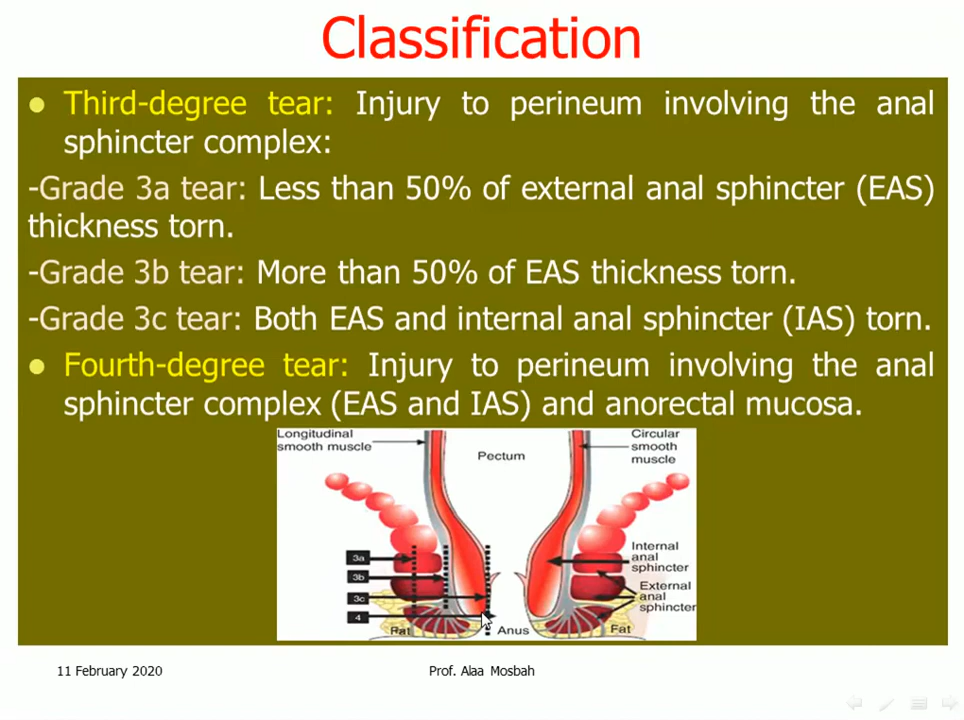 Classification
● Third-degree tear: Injury to perineum involving the anal
sphincter complex:
-Grade 3a tear: Less than 50% of external anal sphincter (EAS)
thickness torn.
-Grade 3b tear: More than 50% of EAS thickness torn.
-Grade 3c tear: Both EAS and internal anal sphincter (IAS) torn.
● Fourth-degree tear: Injury to perineum involving the anal
sphincter complex (EAS and IAS) and anorectal mucosa.
Longitudinal
smooth muscle
Pectum
Circular
smooth
muscle
3a
3b
3c
4
Internal
anal
sphincter
External
anal
sphincter
Fat
Anus
Fat
11 February 2020
Prof. Alaa Mosbah